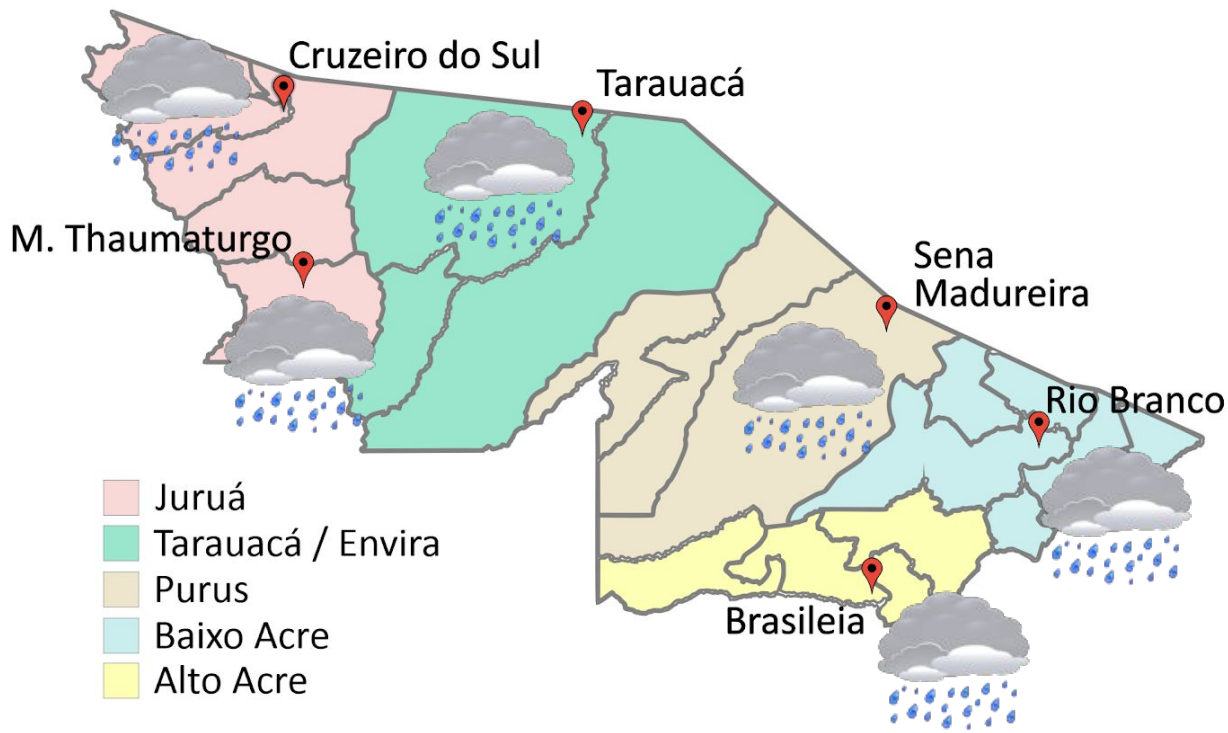 Cruzeiro do Sul
Tarauacá
M. Thaumaturgo
Sena
Madureira
Rio Branco
Brasileia
Juruá
Tarauacá / Envira
Purus
Baixo Acre
Alto Acre